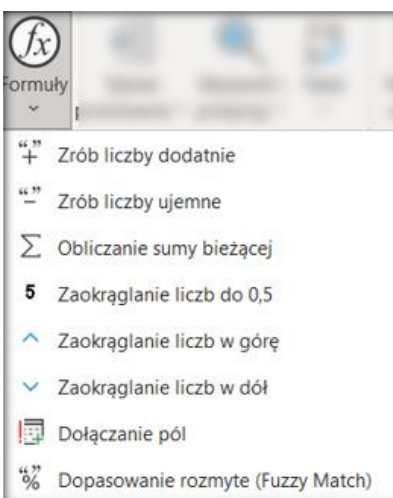 fx
Formuły
“+” Zrób liczby dodatnie
“−” Zrób liczby ujemne
∑ Obliczanie sumy bieżącej
5 Zaokrąglanie liczb do 0,5
Zaokrąglanie liczb w górę
Zaokrąglanie liczb w dół
Dołączanie pól
“%” Dopasowanie rozmyte (Fuzzy Match)